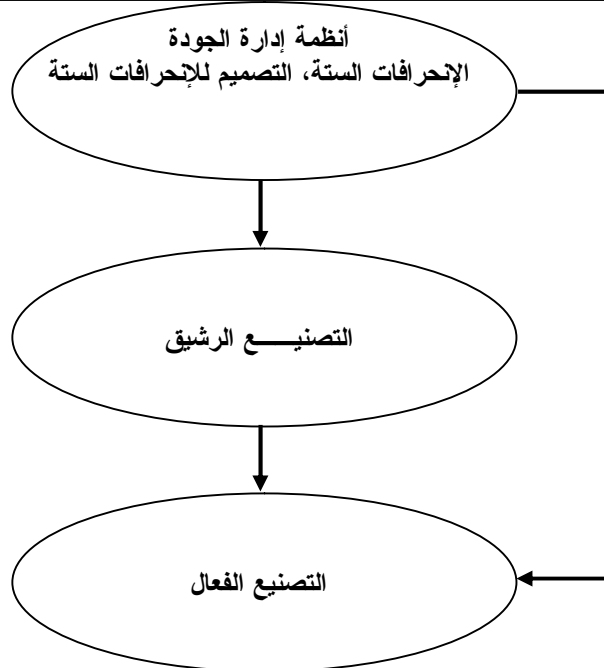 أنظمة إدارة الجودة
الإنحرافات الستة، التصميم للإنحرافات الستة
التصنيـــــع الرشيق
التصنيع الفعال